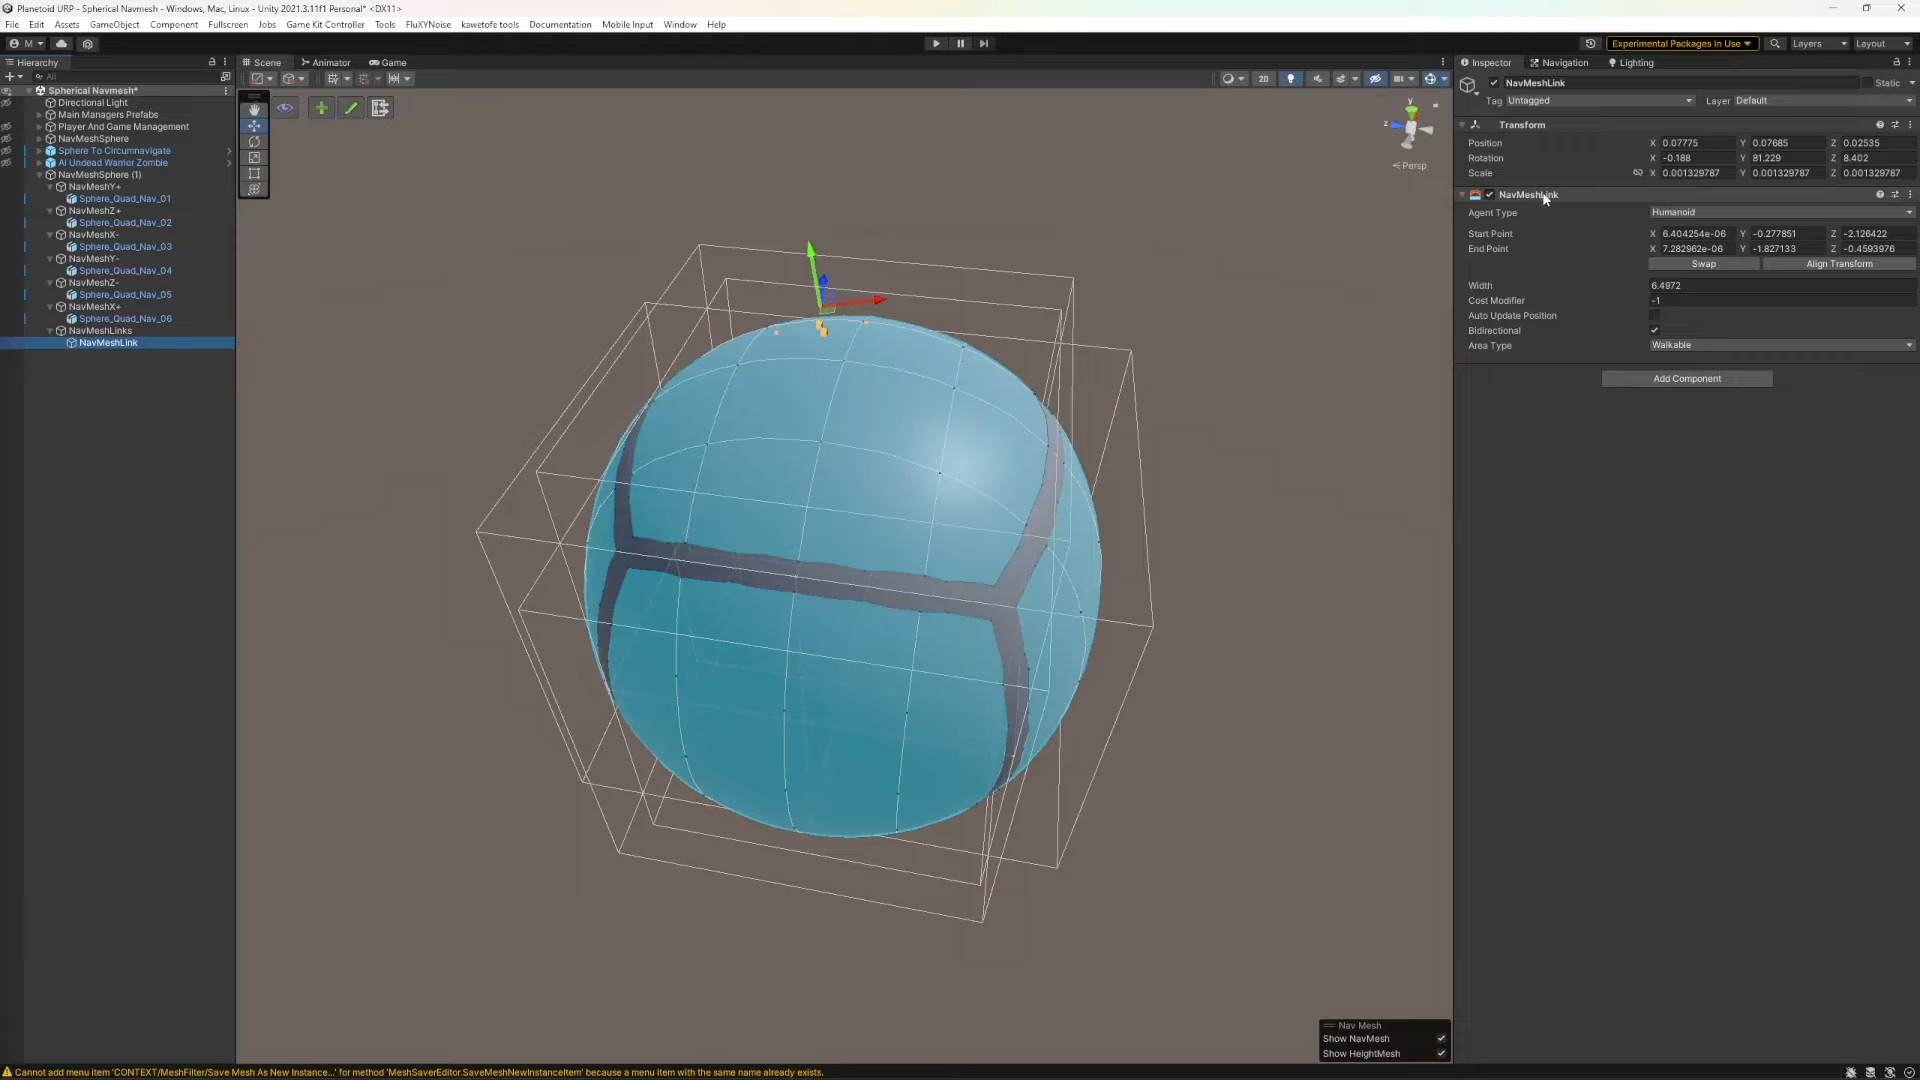 Planetoid URP - Spherical Navmesh - Windows, Mac, Linux - Unity 2021.3.11f1 Personal* <DX11>
File Edit Assets GameObject Component Fullscreen Jobs Game Kit Controller Tools FluXYNoise kawetofe tools Documentation Mobile Input Window Help
M Experimental Packages In Use Layers Layout
Hierarchy
All
Spherical Navmesh*
Directional Light
Main Managers Prefabs
Player And Game Management
NavMeshSphere
Sphere To Circumnavigate
AI Undead Warrior Zombie
NavMeshSphere (1)
NavMeshY+
Sphere_Quad_Nav_01
NavMeshZ+
Sphere_Quad_Nav_02
NavMeshX-
Sphere_Quad_Nav_03
NavMeshY-
Sphere_Quad_Nav_04
NavMeshZ-
Sphere_Quad_Nav_05
NavMeshX+
Sphere_Quad_Nav_06
NavMeshLinks
NavMeshLink
Scene Animator Game
2D
y
z
Persp
Nav Mesh
Show NavMesh
Show HeightMesh
Inspector Navigation Lighting
NavMeshLink Static
Tag Untagged Layer Default
Transform
Position X 0.07775 Y 0.07685 Z 0.02535
Rotation X -0.188 Y 81.229 Z 8.402
Scale X 0.001329787 Y 0.001329787 Z 0.001329787
NavMeshLink
Agent Type Humanoid
Start Point X 6.404254e-06 Y -0.277851 Z -2.126422
End Point X 7.282962e-06 Y -1.827133 Z -0.4593976
Swap Align Transform
Width 6.4972
Cost Modifier -1
Auto Update Position
Bidirectional
Area Type Walkable
Add Component
Cannot add menu item 'CONTEXT/MeshFilter/Save Mesh As New Instance...' for method 'MeshSaverEditor.SaveMeshNewInstanceItem' because a menu item with the same name already exists.